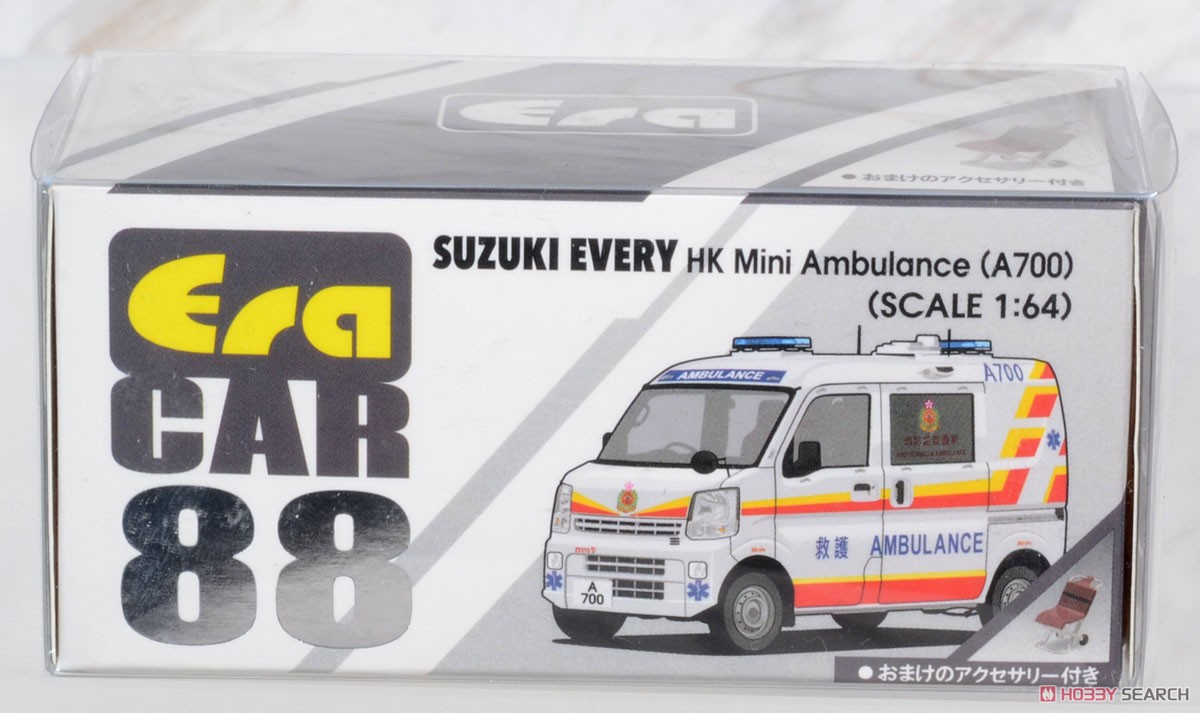 Era
● おまけのアクセサリー付き
Era
CAR
88
SUZUKI EVERY HK Mini Ambulance (A700)
(SCALE 1:64)
AMBULANCE
A700
救護 AMBULANCE
A
700
● おまけのアクセサリー付き
HOBBY SEARCH